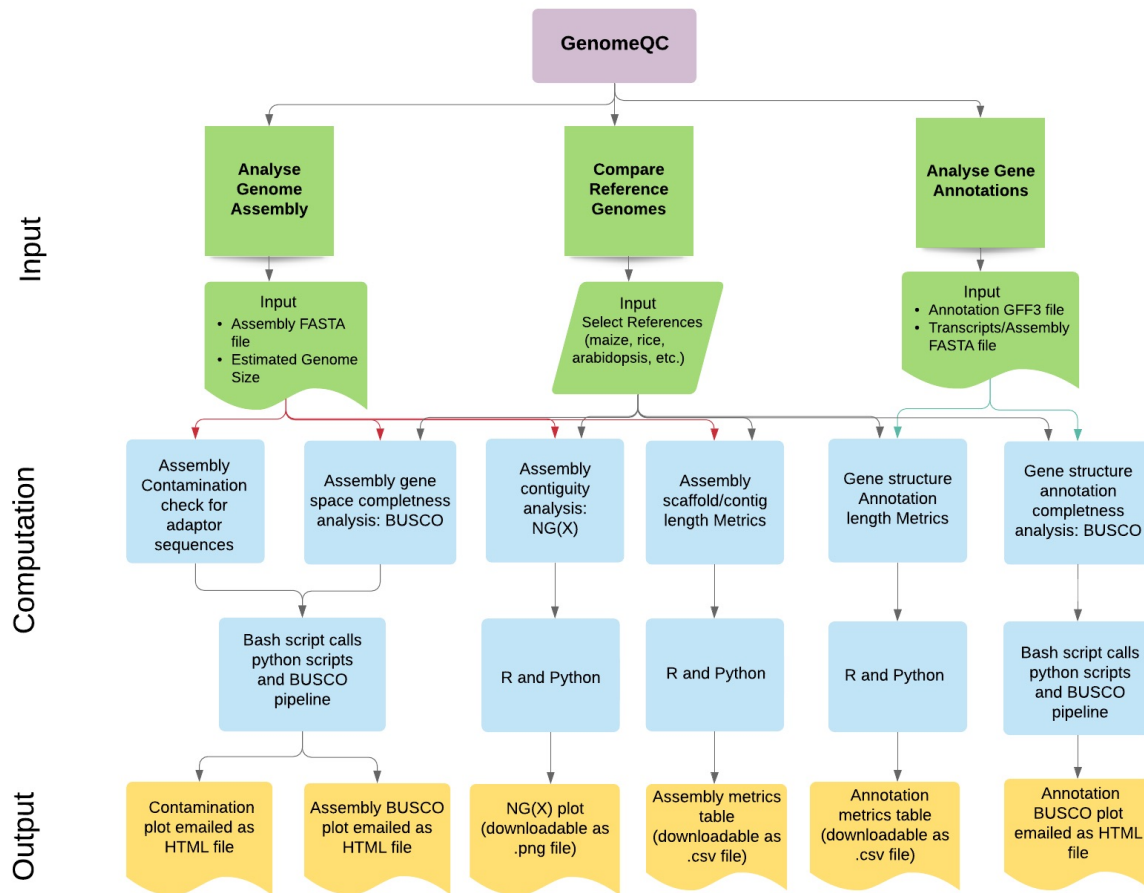 GenomeQC
Analyse
Genome
Assembly
Compare
Reference
Genomes
Analyse Gene
Annotations
Input
Input
• Assembly FASTA
file
• Estimated Genome
Size
Input
Select References
(maize, rice,
arabidopsis, etc.)
Input
• Annotation GFF3 file
• Transcripts/Assembly
FASTA file
Computation
Assembly
Contamination
check for
adaptor
sequences
Assembly gene
space completness
analysis: BUSCO
Assembly
contiguity
analysis:
NG(X)
Assembly
scaffold/contig
length Metrics
Gene structure
Annotation
length Metrics
Gene structure
annotation
completness
analysis: BUSCO
Bash script calls
python scripts
and BUSCO
pipeline
R and Python
R and Python
R and Python
Bash script calls
python scripts
and BUSCO
pipeline
Output
Contamination
plot emailed as
HTML file
Assembly BUSCO
plot emailed as
HTML file
NG(X) plot
(downloadable as
.png file)
Assembly metrics
table
(downloadable as
.csv file)
Annotation
metrics table
(downloadable as
.csv file)
Annotation
BUSCO plot
emailed as HTML
file